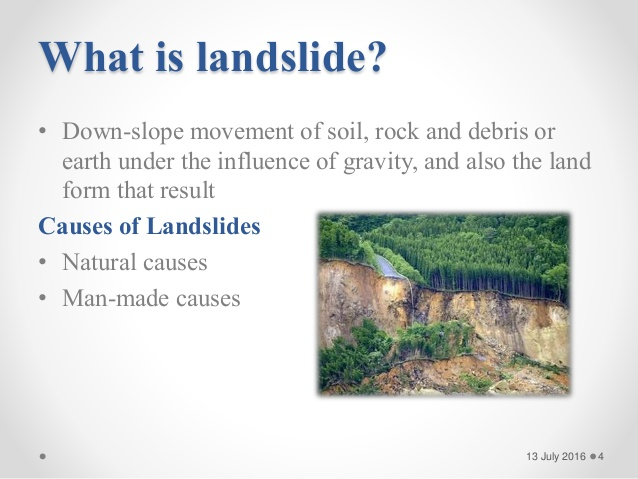 What is landslide?
• Down-slope movement of soil, rock and debris or
earth under the influence of gravity, and also the land
form that result
Causes of Landslides
• Natural causes
• Man-made causes
13 July 2016 4